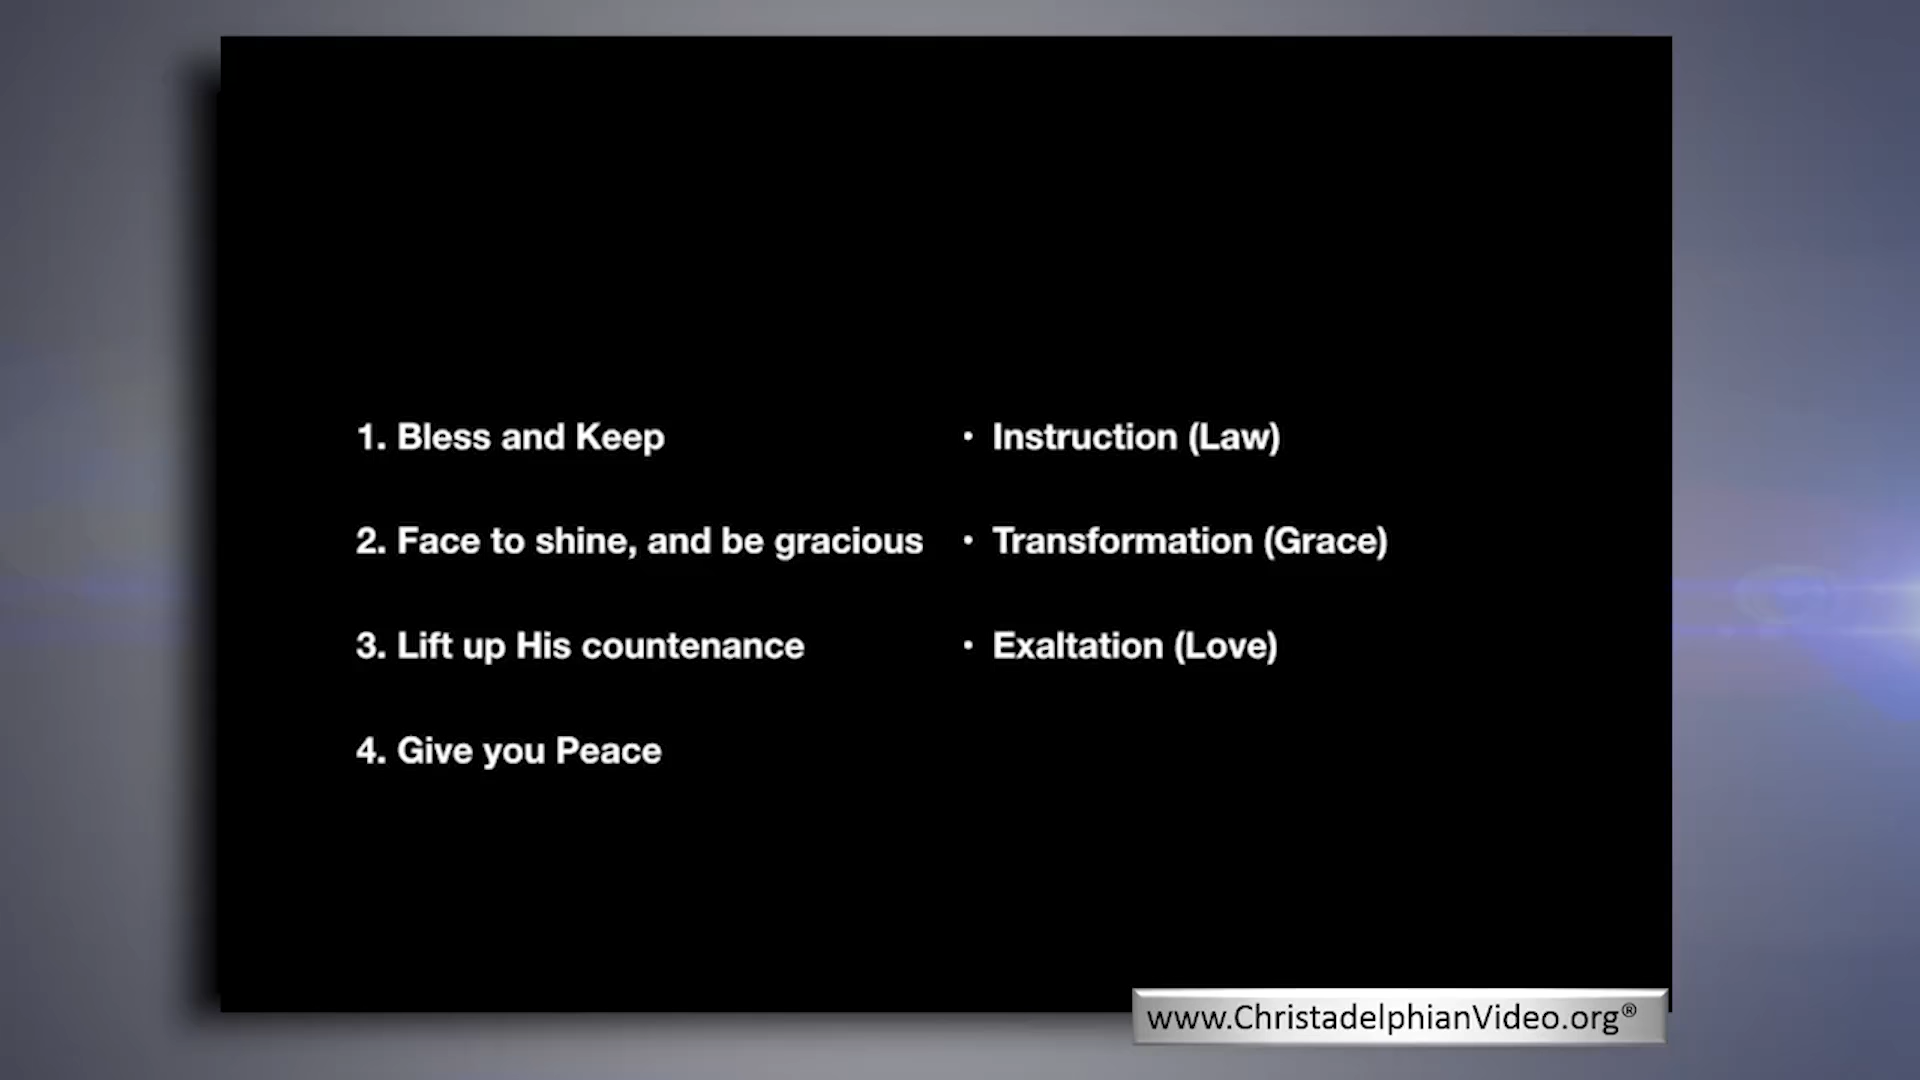 1. Bless and Keep
• Instruction (Law)
2. Face to shine, and be gracious
• Transformation (Grace)
3. Lift up His countenance
• Exaltation (Love)
4. Give you Peace
www.ChristadelphianVideo.org®